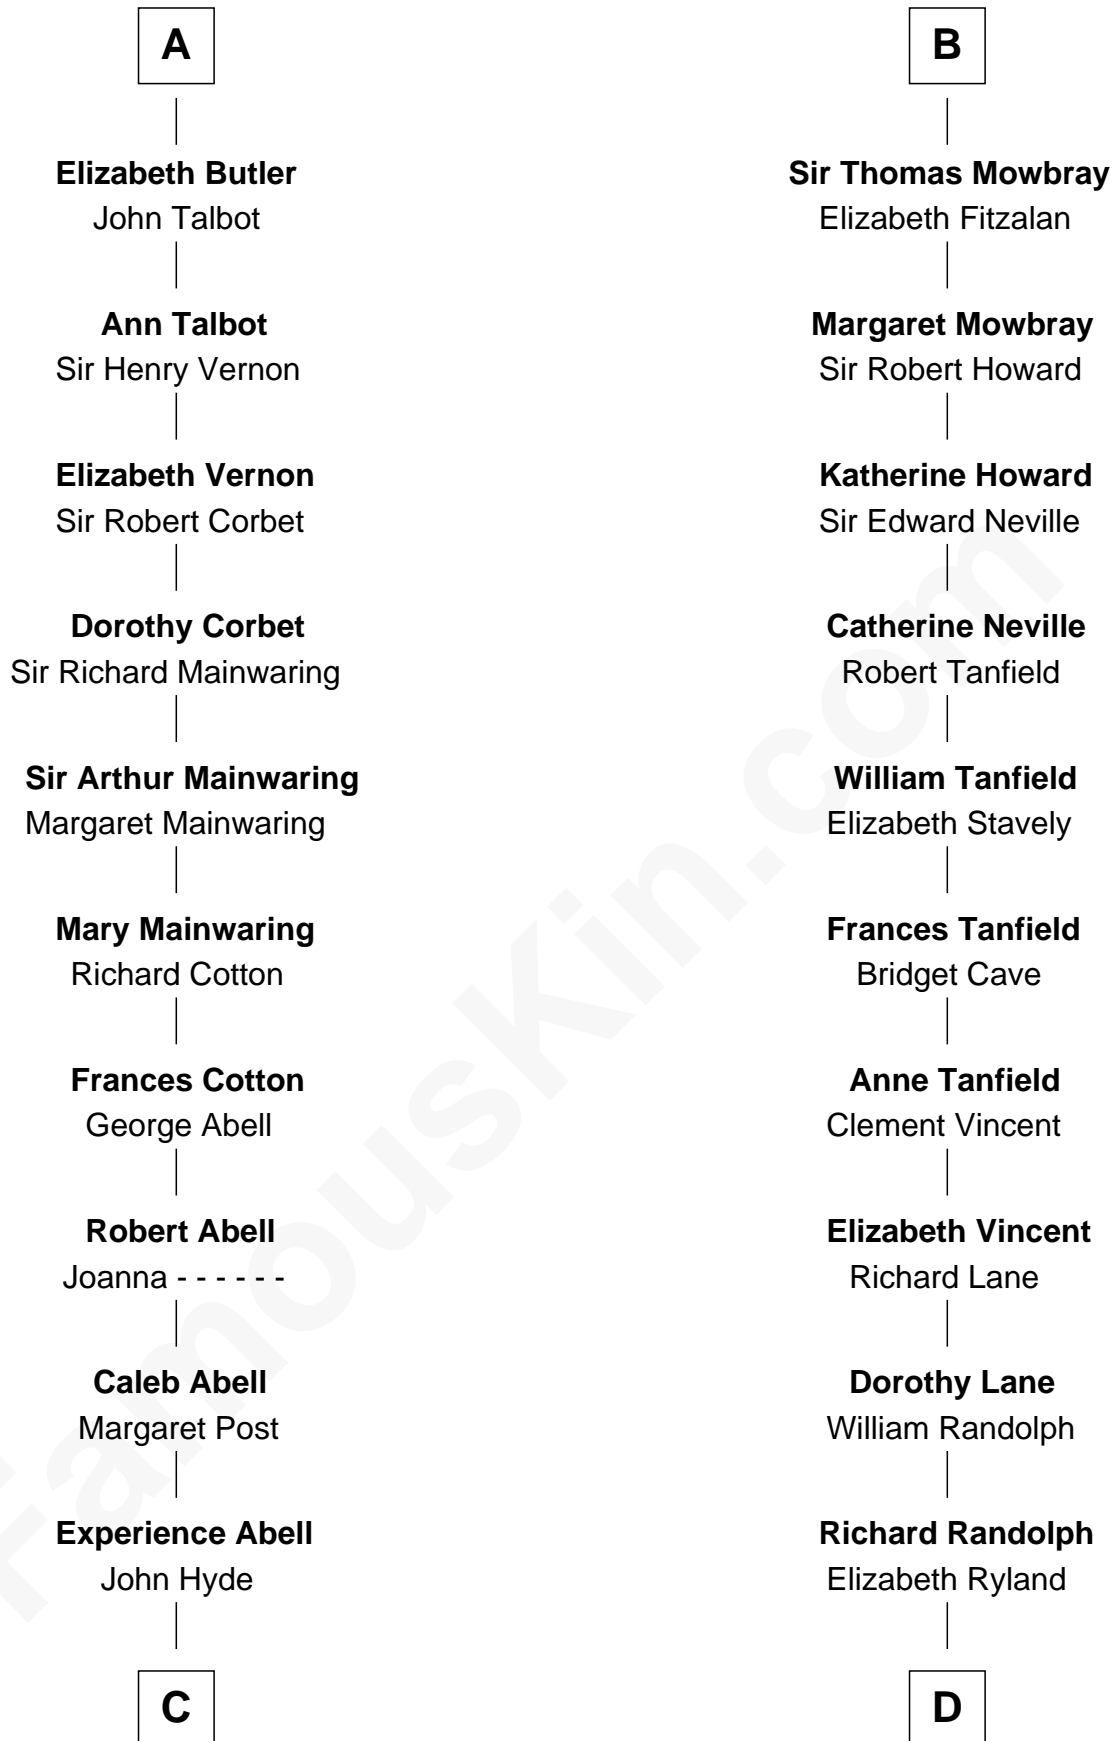 A
Elizabeth Butler
John Talbot
Ann Talbot
Sir Henry Vernon
Elizabeth Vernon
Sir Robert Corbet
Dorothy Corbet
Sir Richard Mainwaring
Sir Arthur Mainwaring
Margaret Mainwaring
Mary Mainwaring
Richard Cotton
Frances Cotton
George Abell
Robert Abell
Joanna - - - - - -
Caleb Abell
Margaret Post
Experience Abell
John Hyde
C
B
Sir Thomas Mowbray
Elizabeth Fitzalan
Margaret Mowbray
Sir Robert Howard
Katherine Howard
Sir Edward Neville
Catherine Neville
Robert Tanfield
William Tanfield
Elizabeth Stavely
Frances Tanfield
Bridget Cave
Anne Tanfield
Clement Vincent
Elizabeth Vincent
Richard Lane
Dorothy Lane
William Randolph
Richard Randolph
Elizabeth Ryland
D
FamousKin.com